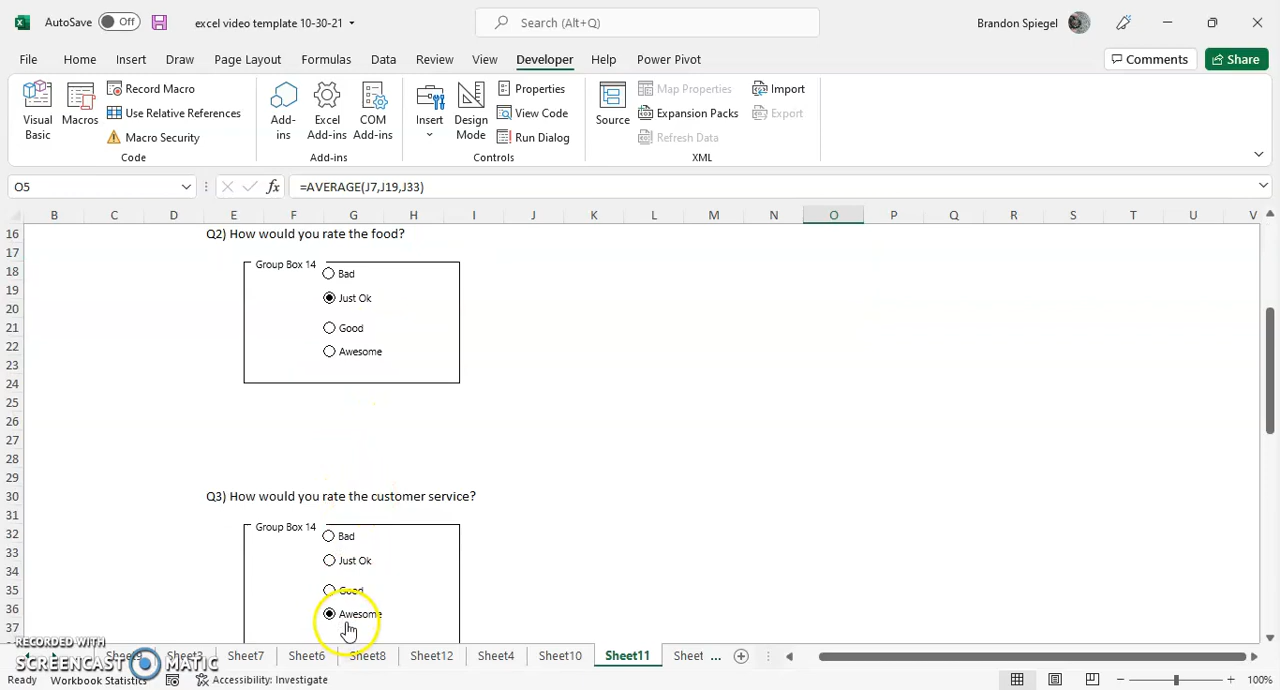 AutoSave Off excel video template 10-30-21 Search (Alt+Q) Brandon Spiegel
File Home Insert Draw Page Layout Formulas Data Review View Developer Help Power Pivot Comments Share
Visual Basic Macros Record Macro Use Relative References Macro Security Add-ins Excel Add-ins COM Add-ins Insert Design Mode Properties View Code Run Dialog Source Map Properties Expansion Packs Refresh Data Import Export
Code Add-ins Controls XML
O5 fx =AVERAGE(J7,J19,J33)
B C D E F G H I J K L M N O P Q R S T U V
16 Q2) How would you rate the food?
17
Group Box 14
18 Bad
19 Just Ok
20
21 Good
22
23 Awesome
24
25
26
27
28
29
30 Q3) How would you rate the customer service?
31
Group Box 14
32 Bad
33 Just Ok
34
35 Good
36 Awesome
37
RECORDED WITH
SCREENCAST MATIC
Sheet3 Sheet7 Sheet6 Sheet8 Sheet12 Sheet4 Sheet10 Sheet11 Sheet ...
Ready Workbook Statistics Accessibility: Investigate 100%